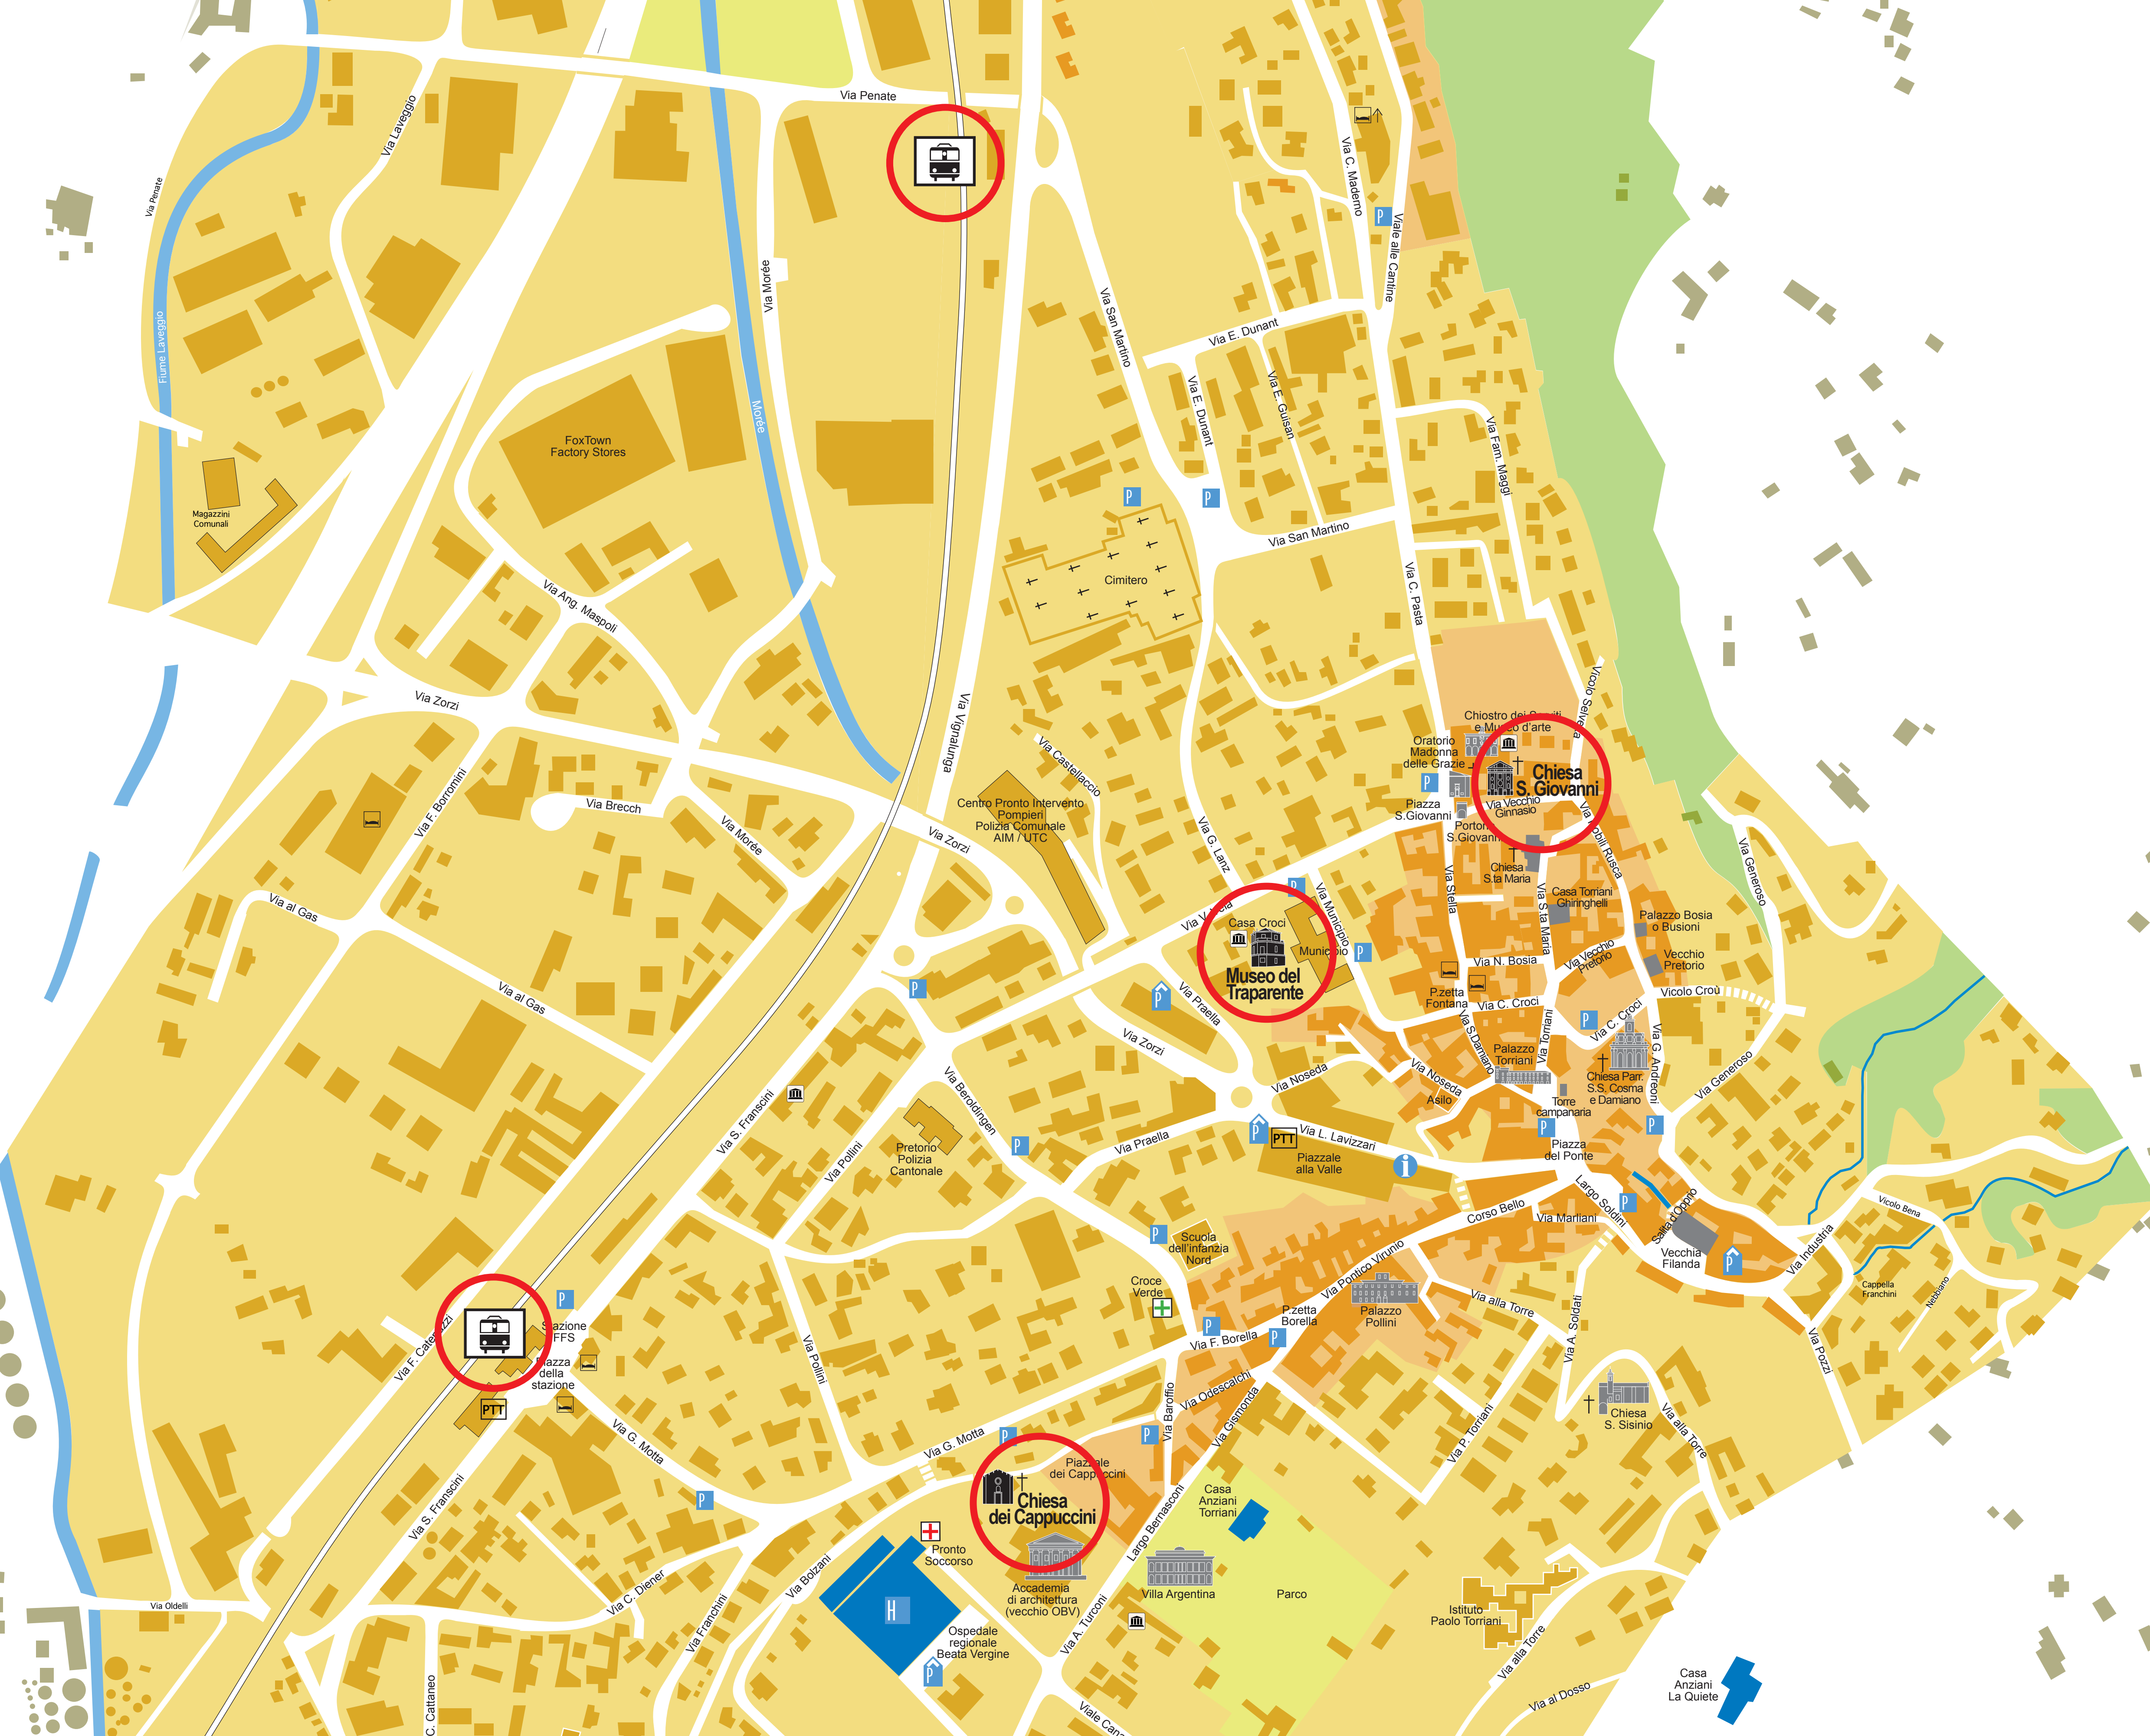 Via Penate
Via Laveggio
Via Penate
Fiume Laveggio
Via Morée
Morée
Via C. Maderno
P
Viale alle Cantine
Via San Martino
Via E. Dunant
Via E. Dunant
Via E. Guisan
Via Fam. Maggi
FoxTown
Factory Stores
Magazzini
Comunali
P
P
Via San Martino
Cimitero
Via Ang. Maspoli
Via C. Pasta
Via Zorzi
Via Vignalunga
Via Castellaccio
Vicolo Selvetta
Chiostro dei Serviti
e Museo d'arte
Oratorio
Madonna
delle Grazie
P
Chiesa
S. Giovanni
Piazza
S.Giovanni
Via Vecchio
Ginnasio
Portone
S.Giovanni
Via Nobili Rusca
Centro Pronto Intervento
Pompieri
Polizia Comunale
AIM / UTC
Via F. Borromini
Via Brecch
Via Morée
Via Zorzi
Via G. Lanz
Chiesa
S.ta Maria
Via Generoso
Via al Gas
P
Via Municipio
Via Stella
Via S.ta Maria
Casa Torriani
Ghiringhelli
Palazzo Bosia
o Busioni
Casa Croci
Museo del
Traparente
Municipio
P
Via N. Bosia
Via Vecchio
Pretorio
Vecchio
Pretorio
Via al Gas
P
P
Via Praella
P.zetta
Fontana
Via C. Croci
Vicolo Croù
P
Via C. Croci
Via Zorzi
Via S.Damiano
Via Torriani
Via G. Andreoni
Palazzo
Torriani
Via Noseda
Via Noseda
Asilo
Chiesa Parr.
S.S. Cosma
e Damiano
Via Generoso
Torre
campanaria
Via S. Franscini
Via Beroldingen
Pretorio
Polizia
Cantonale
Via Pollini
P
Via Praella
P
PTT
Via L. Lavizzari
Piazzale
alla Valle
i
P
Piazza
del Ponte
P
Largo Soldini
P
Salita d'Opprio
Vicolo Bena
Corso Bello
Via Marliani
P
Scuola
dell'infanzia
Nord
Vecchia
Filanda
P
Via Industria
Croce
Verde
Via Pontico Virunio
Cappella
Franchini
Nebbiano
Palazzo
Pollini
Via alla Torre
Via A. Soldati
P.zetta
Borella
P
P
Via F. Borella
P
Stazione
FFS
Piazza
della
stazione
PTT
Via Pollini
Via Pozzi
Via Baroffio
Via Odescalchi
Via Gismonda
Chiesa
S. Sisinio
Via alla Torre
Via P. Torriani
Via G. Motta
Via G. Motta
P
P
Piazzale
dei Cappuccini
Chiesa
dei Cappuccini
P
Via S. Franscini
Casa
Anziani
Torriani
Largo Bernasconi
Pronto
Soccorso
Via Bolzani
Via C. Diener
Via Franchini
H
Accademia
di architettura
(vecchio OBV)
Villa Argentina
Parco
Via Oldelli
Istituto
Paolo Torriani
Via A. Turconi
Ospedale
regionale
Beata Vergine
P
Via alla Torre
Casa
Anziani
La Quiete
Via al Dosso
C. Cattaneo